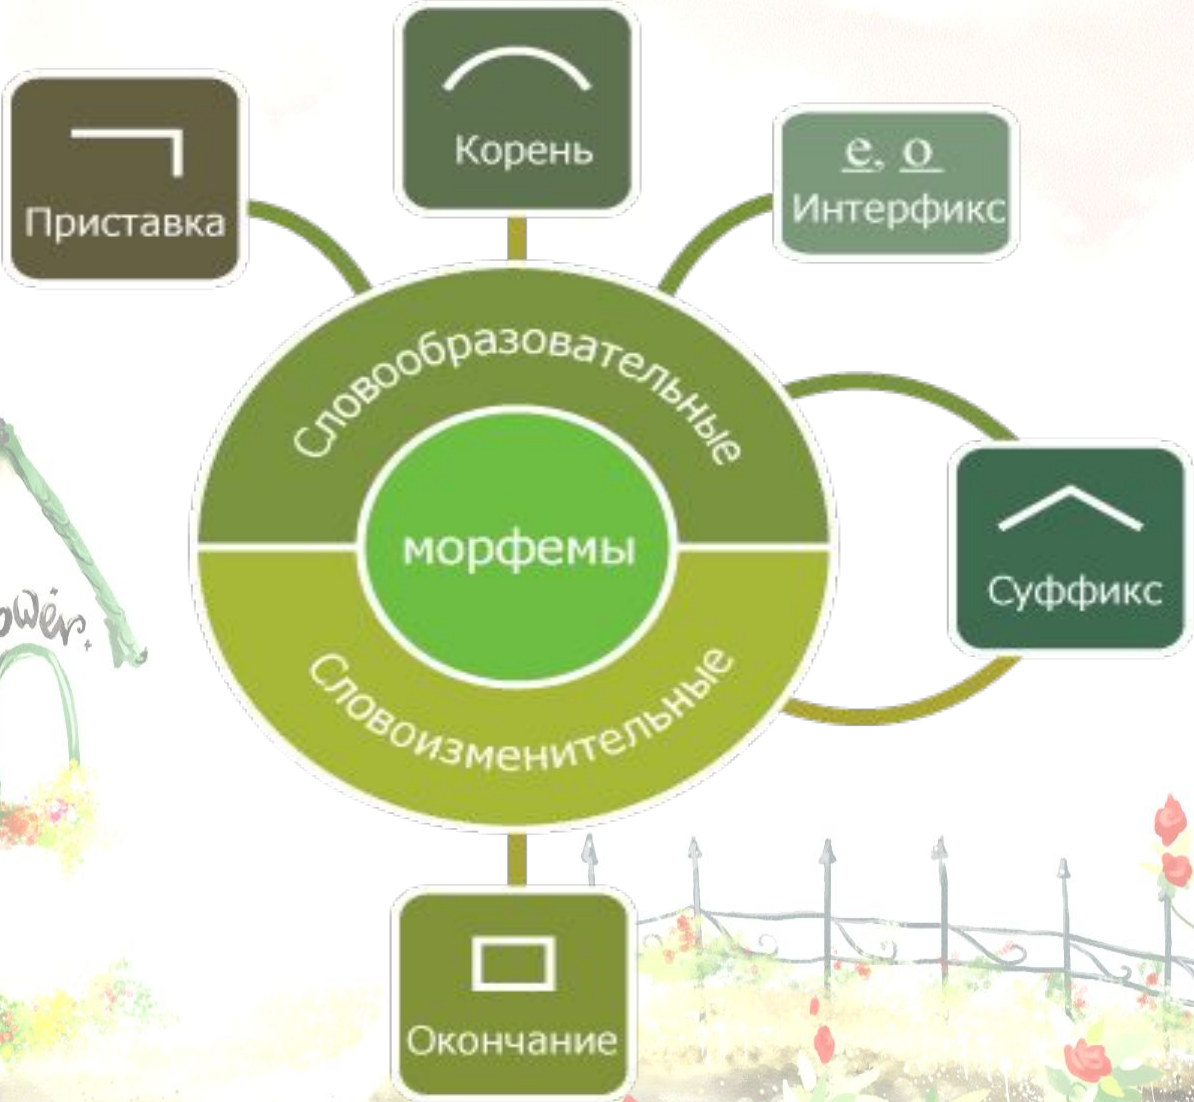 Корень
Приставка
е, о
Интерфикс
Словообразовательные
морфемы
Суффикс
Словоизменительные
Окончание